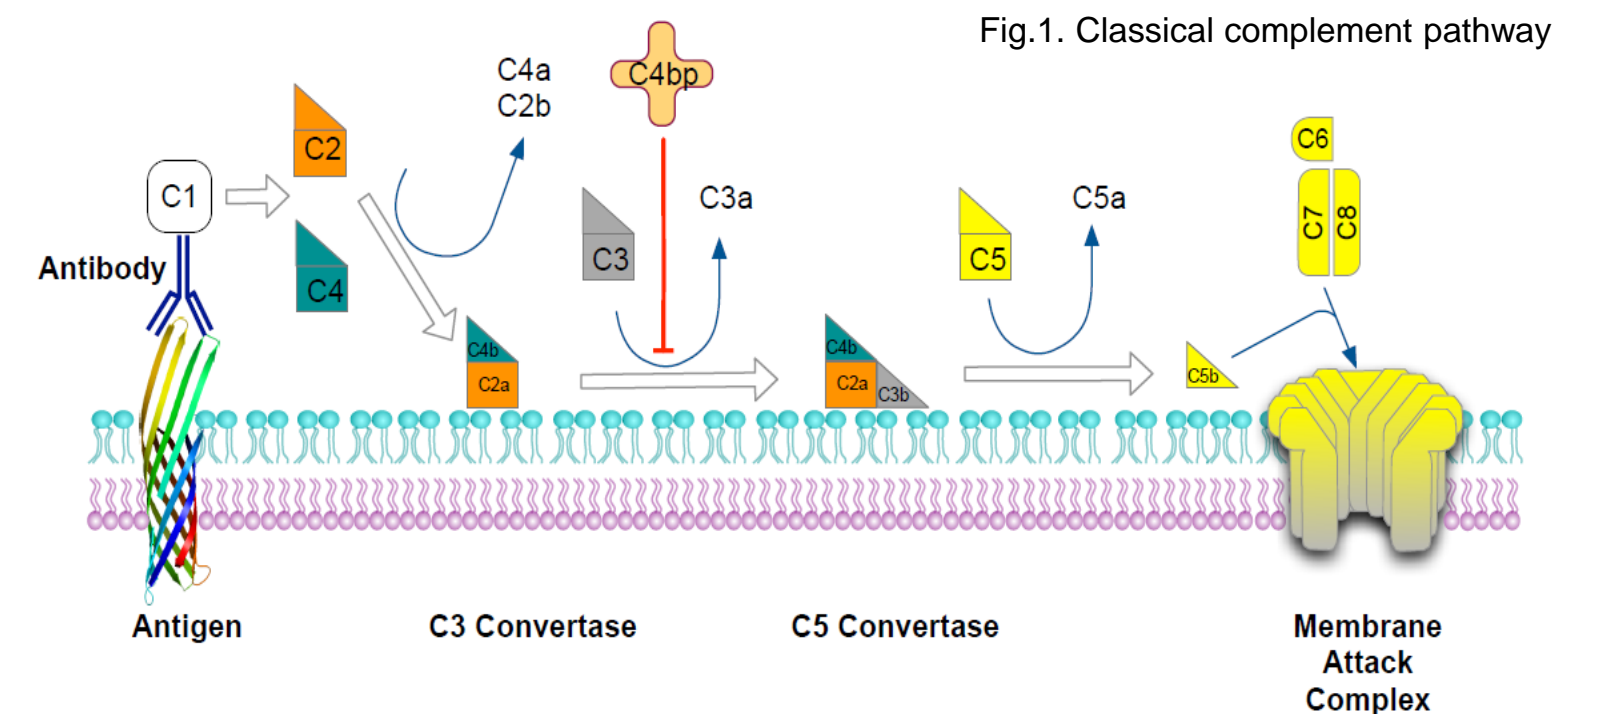 Fig.1. Classical complement pathway
C4a
C2b
C4bp
C2
C6
C1
C3a
C5a
C7
C8
C3
C5
Antibody
C4
C4b
C2a
C4b
C2a
C3b
C5b
Antigen
C3 Convertase
C5 Convertase
Membrane
Attack
Complex